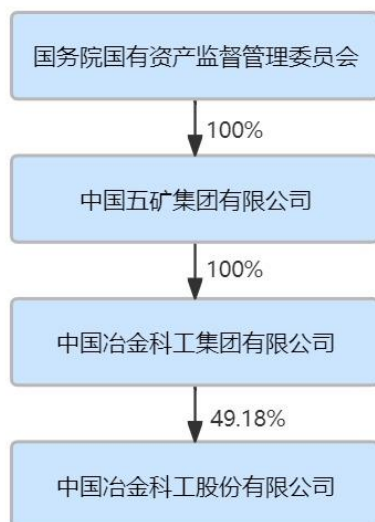 国务院国有资产监督管理委员会
100%
中国五矿集团有限公司
100%
中国冶金科工集团有限公司
49.18%
中国冶金科工股份有限公司